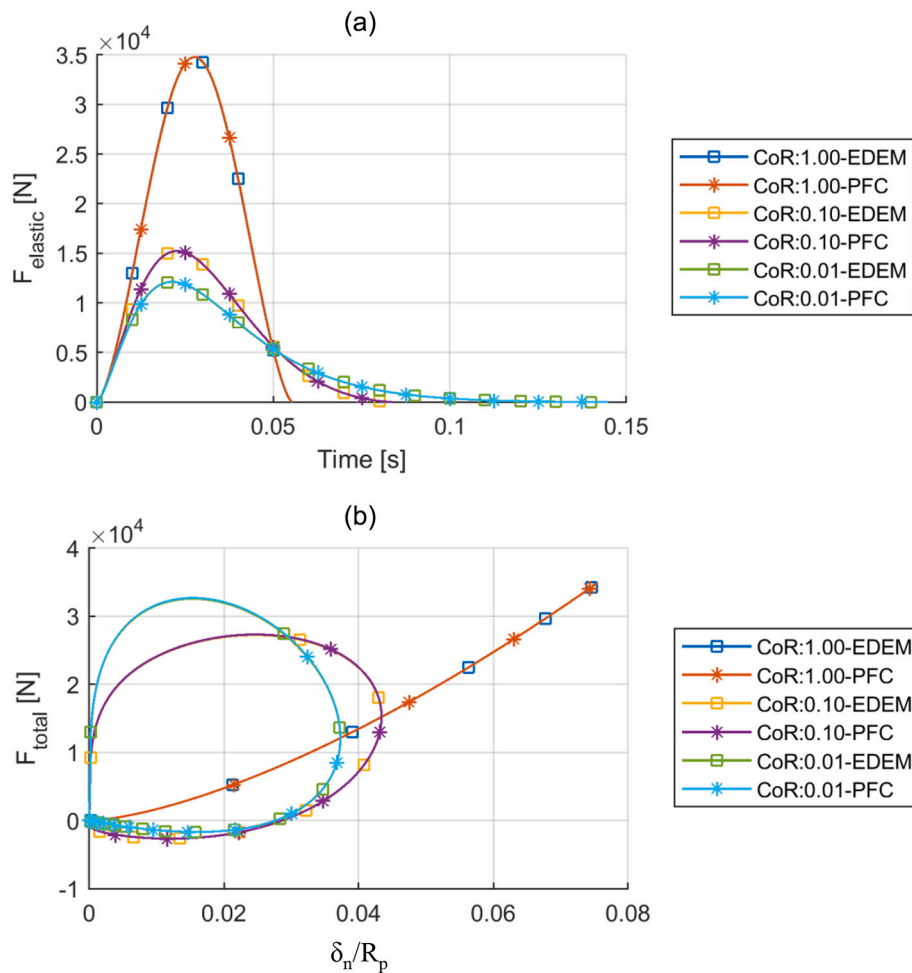 (a)
×10⁴
3.5
3
2.5
2
1.5
1
0.5
0
F_elastic [N]
0 0.05 0.1 0.15
Time [s]
CoR:1.00-EDEM
CoR:1.00-PFC
CoR:0.10-EDEM
CoR:0.10-PFC
CoR:0.01-EDEM
CoR:0.01-PFC
(b)
×10⁴
4
3
2
1
0
-1
F_total [N]
0 0.02 0.04 0.06 0.08
δ_n/R_p
CoR:1.00-EDEM
CoR:1.00-PFC
CoR:0.10-EDEM
CoR:0.10-PFC
CoR:0.01-EDEM
CoR:0.01-PFC